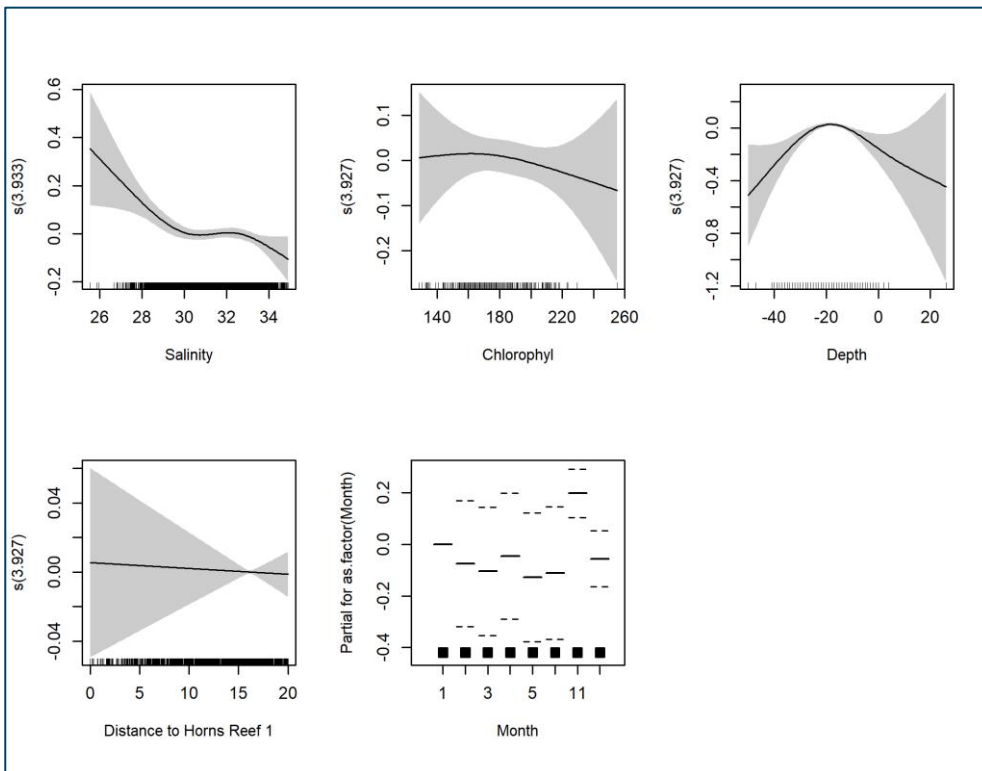 s(3.933)
0.6
0.4
0.2
0.0
-0.2
26 28 30 32 34
Salinity
s(3.927)
0.1
0.0
-0.1
-0.2
140 180 220 260
Chlorophyl
s(3.927)
0.0
-0.4
-0.8
-1.2
-40 -20 0 20
Depth
s(3.927)
0.04
0.00
-0.04
0 5 10 15 20
Distance to Horns Reef 1
Partial for as.factor(Month)
0.2
0.0
-0.2
-0.4
1 3 5 11
Month